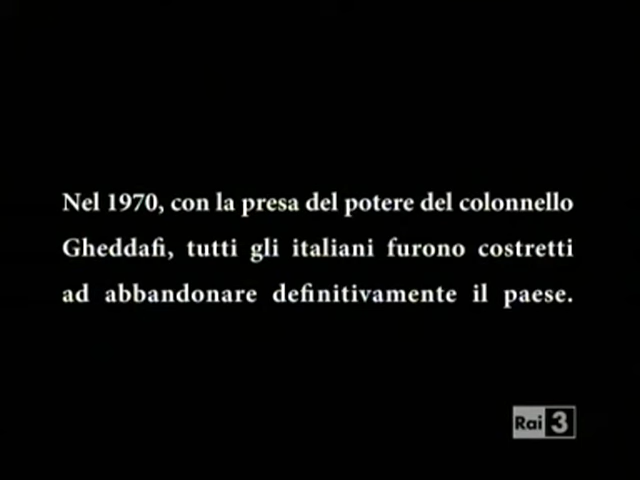 Nel 1970, con la presa del potere del colonnello
Gheddafi, tutti gli italiani furono costretti
ad abbandonare definitivamente il paese.
Rai 3